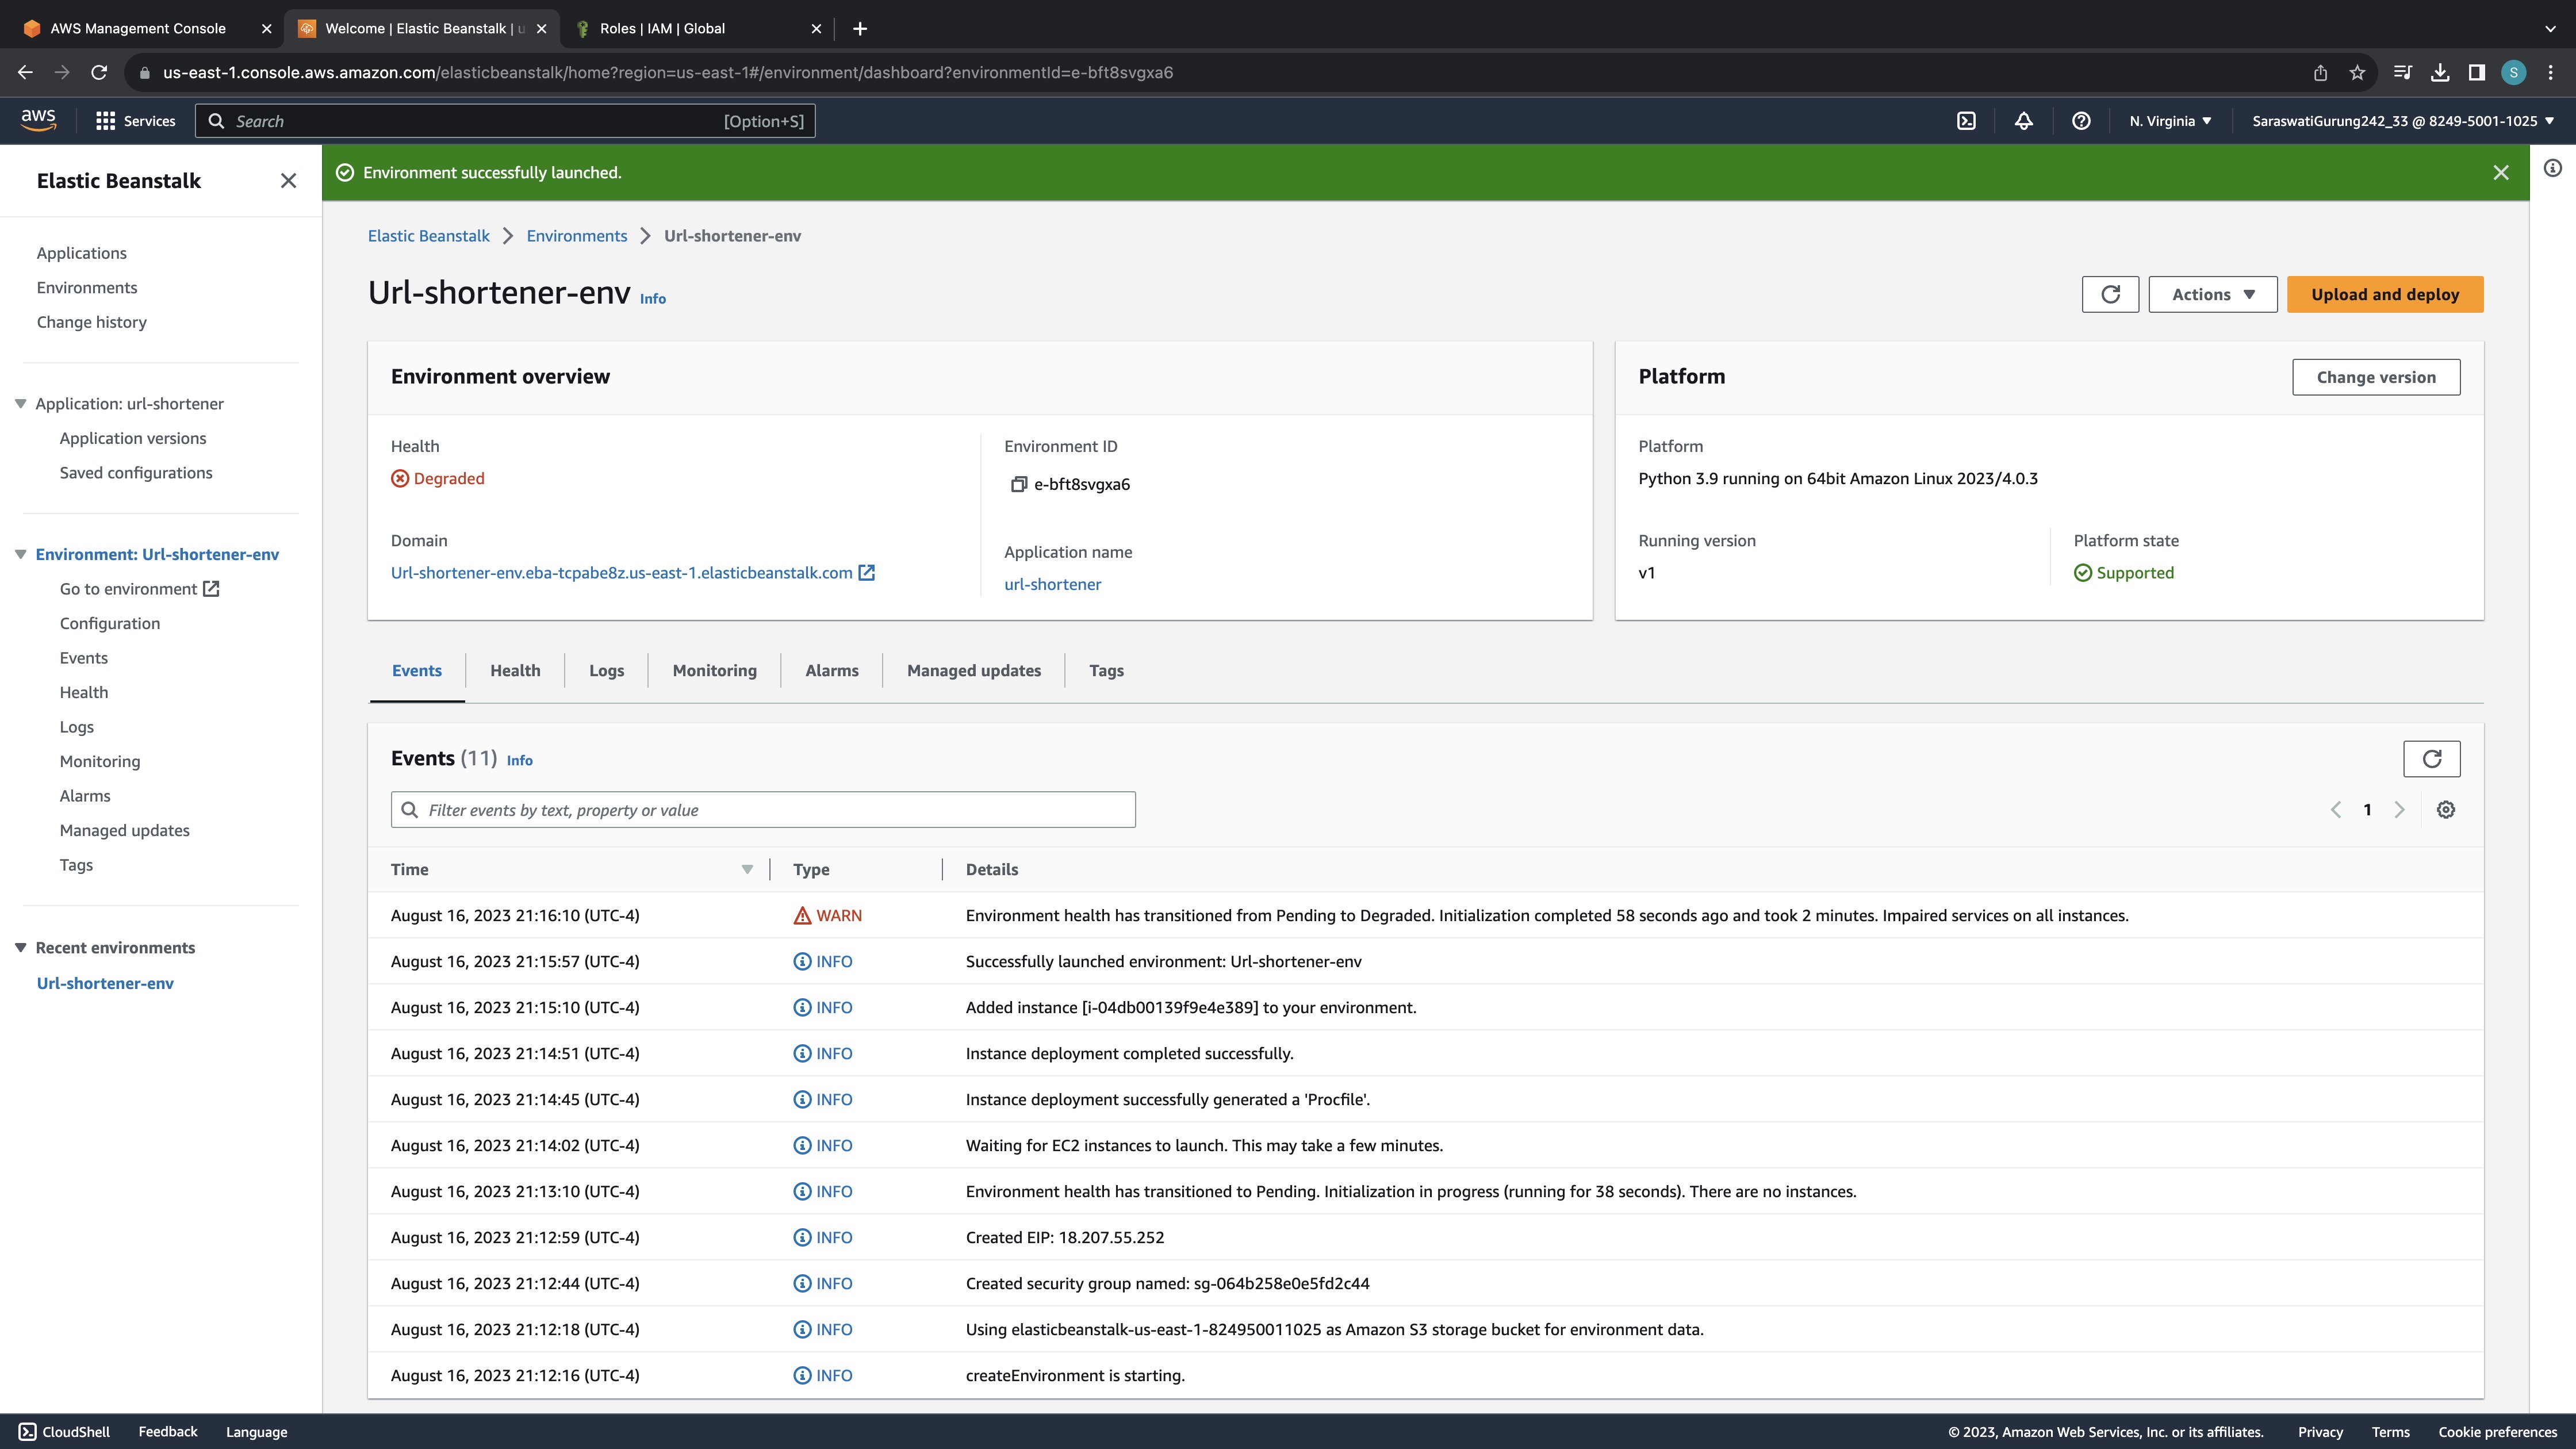 AWS Management Console
Welcome | Elastic Beanstalk | u
Roles | IAM | Global
us-east-1.console.aws.amazon.com/elasticbeanstalk/home?region=us-east-1#/environment/dashboard?environmentId=e-bft8svgxa6
S
aws
Services
Search
[Option+S]
N. Virginia
SaraswatiGurung242_33 @ 8249-5001-1025
Elastic Beanstalk
Applications
Environments
Change history
Application: url-shortener
Application versions
Saved configurations
Environment: Url-shortener-env
Go to environment
Configuration
Events
Health
Logs
Monitoring
Alarms
Managed updates
Tags
Recent environments
Url-shortener-env
Environment successfully launched.
Elastic Beanstalk > Environments > Url-shortener-env
Url-shortener-env Info
Actions
Upload and deploy
Environment overview
Health
Degraded
Domain
Url-shortener-env.eba-tcpabe8z.us-east-1.elasticbeanstalk.com
Environment ID
e-bft8svgxa6
Application name
url-shortener
Platform
Change version
Platform
Python 3.9 running on 64bit Amazon Linux 2023/4.0.3
Running version
v1
Platform state
Supported
Events Health Logs Monitoring Alarms Managed updates Tags
Events (11) Info
Filter events by text, property or value
1
Time Type Details
August 16, 2023 21:16:10 (UTC-4) WARN Environment health has transitioned from Pending to Degraded. Initialization completed 58 seconds ago and took 2 minutes. Impaired services on all instances.
August 16, 2023 21:15:57 (UTC-4) INFO Successfully launched environment: Url-shortener-env
August 16, 2023 21:15:10 (UTC-4) INFO Added instance [i-04db00139f9e4e389] to your environment.
August 16, 2023 21:14:51 (UTC-4) INFO Instance deployment completed successfully.
August 16, 2023 21:14:45 (UTC-4) INFO Instance deployment successfully generated a 'Procfile'.
August 16, 2023 21:14:02 (UTC-4) INFO Waiting for EC2 instances to launch. This may take a few minutes.
August 16, 2023 21:13:10 (UTC-4) INFO Environment health has transitioned to Pending. Initialization in progress (running for 38 seconds). There are no instances.
August 16, 2023 21:12:59 (UTC-4) INFO Created EIP: 18.207.55.252
August 16, 2023 21:12:44 (UTC-4) INFO Created security group named: sg-064b258e0e5fd2c44
August 16, 2023 21:12:18 (UTC-4) INFO Using elasticbeanstalk-us-east-1-824950011025 as Amazon S3 storage bucket for environment data.
August 16, 2023 21:12:16 (UTC-4) INFO createEnvironment is starting.
CloudShell Feedback Language
© 2023, Amazon Web Services, Inc. or its affiliates. Privacy Terms Cookie preferences